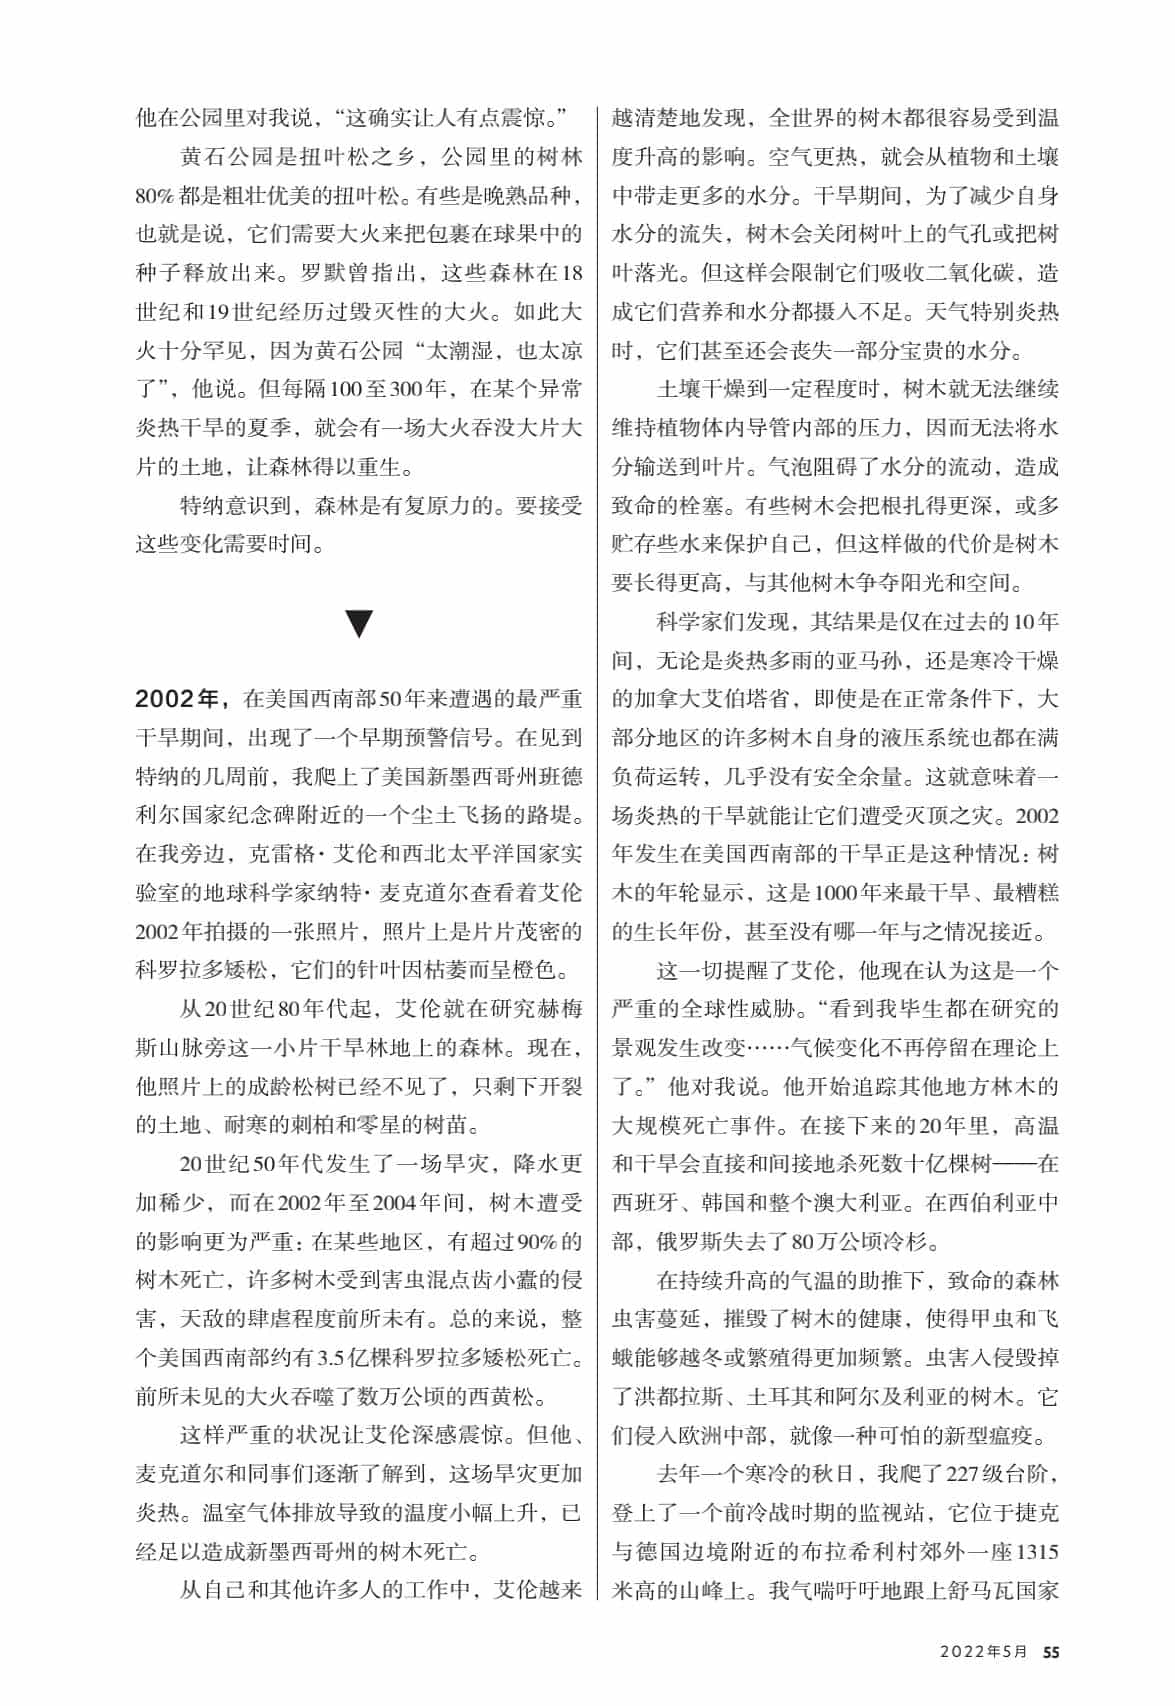 他在公园里对我说，“这确实让人有点震惊。”
黄石公园是扭叶松之乡，公园里的树林
80%都是粗壮优美的扭叶松。有些是晚熟品种，
也就是说，它们需要大火来把包裹在球果中的
种子释放出来。罗默曾指出，这些森林在18
世纪和19世纪经历过毁灭性的大火。如此大
火十分罕见，因为黄石公园“太潮湿，也太凉
了”，他说。但每隔100至300年，在某个异常
炎热干旱的夏季，就会有一场大火吞没大片大
片的土地，让森林得以重生。
特纳意识到，森林是有复原力的。要接受
这些变化需要时间。
▼
2002年，在美国西南部50年来遭遇的最严重
干旱期间，出现了一个早期预警信号。在见到
特纳的几周前，我爬上了美国新墨西哥州班德
利尔国家纪念碑附近的一个尘土飞扬的路堤。
在我旁边，克雷格·艾伦和西北太平洋国家实
验室的地球科学家纳特·麦克道尔查看着艾伦
2002年拍摄的一张照片，照片上是片片茂密的
科罗拉多矮松，它们的针叶因枯萎而呈橙色。
从20世纪80年代起，艾伦就在研究赫梅
斯山脉旁这一小片干旱林地上的森林。现在，
他照片上的成龄松树已经不见了，只剩下开裂
的土地、耐寒的刺柏和零星的树苗。
20世纪50年代发生了一场旱灾，降水更
加稀少，而在2002年至2004年间，树木遭受
的影响更为严重：在某些地区，有超过90%的
树木死亡，许多树木受到害虫混点齿小蠹的侵
害，天敌的肆虐程度前所未有。总的来说，整
个美国西南部约有3.5亿棵科罗拉多矮松死亡。
前所未见的大火吞噬了数万公顷的西黄松。
这样严重的状况让艾伦深感震惊。但他、
麦克道尔和同事们逐渐了解到，这场旱灾更加
炎热。温室气体排放导致的温度小幅上升，已
经足以造成新墨西哥州的树木死亡。
从自己和其他许多人的工作中，艾伦越来
越清楚地发现，全世界的树木都很容易受到温
度升高的影响。空气更热，就会从植物和土壤
中带走更多的水分。干旱期间，为了减少自身
水分的流失，树木会关闭树叶上的气孔或把树
叶落光。但这样会限制它们吸收二氧化碳，造
成它们营养和水分都摄入不足。天气特别炎热
时，它们甚至还会丧失一部分宝贵的水分。
土壤干燥到一定程度时，树木就无法继续
维持植物体内导管内部的压力，因而无法将水
分输送到叶片。气泡阻碍了水分的流动，造成
致命的栓塞。有些树木会把根扎得更深，或多
贮存些水来保护自己，但这样做的代价是树木
要长得更高，与其他树木争夺阳光和空间。
科学家们发现，其结果是仅在过去的10年
间，无论是炎热多雨的亚马孙，还是寒冷干燥
的加拿大艾伯塔省，即使是在正常条件下，大
部分地区的许多树木自身的液压系统也都在满
负荷运转，几乎没有安全余量。这就意味着一
场炎热的干旱就能让它们遭受灭顶之灾。2002
年发生在美国西南部的干旱正是这种情况：树
木的年轮显示，这是1000年来最干旱、最糟糕
的生长年份，甚至没有哪一年与之情况接近。
这一切提醒了艾伦，他现在认为这是一个
严重的全球性威胁。“看到我毕生都在研究的
景观发生改变……气候变化不再停留在理论上
了。”他对我说。他开始追踪其他地方林木的
大规模死亡事件。在接下来的20年里，高温
和干旱会直接和间接地杀死数十亿棵树——在
西班牙、韩国和整个澳大利亚。在西伯利亚中
部，俄罗斯失去了80万公顷冷杉。
在持续升高的气温的助推下，致命的森林
虫害蔓延，摧毁了树木的健康，使得甲虫和飞
蛾能够越冬或繁殖得更加频繁。虫害入侵毁掉
了洪都拉斯、土耳其和阿尔及利亚的树木。它
们侵入欧洲中部，就像一种可怕的新型瘟疫。
去年一个寒冷的秋日，我爬了227级台阶，
登上了一个前冷战时期的监视站，它位于捷克
与德国边境附近的布拉希利村郊外一座1315
米高的山峰上。我气喘吁吁地跟上舒马瓦国家
2022年5月 55